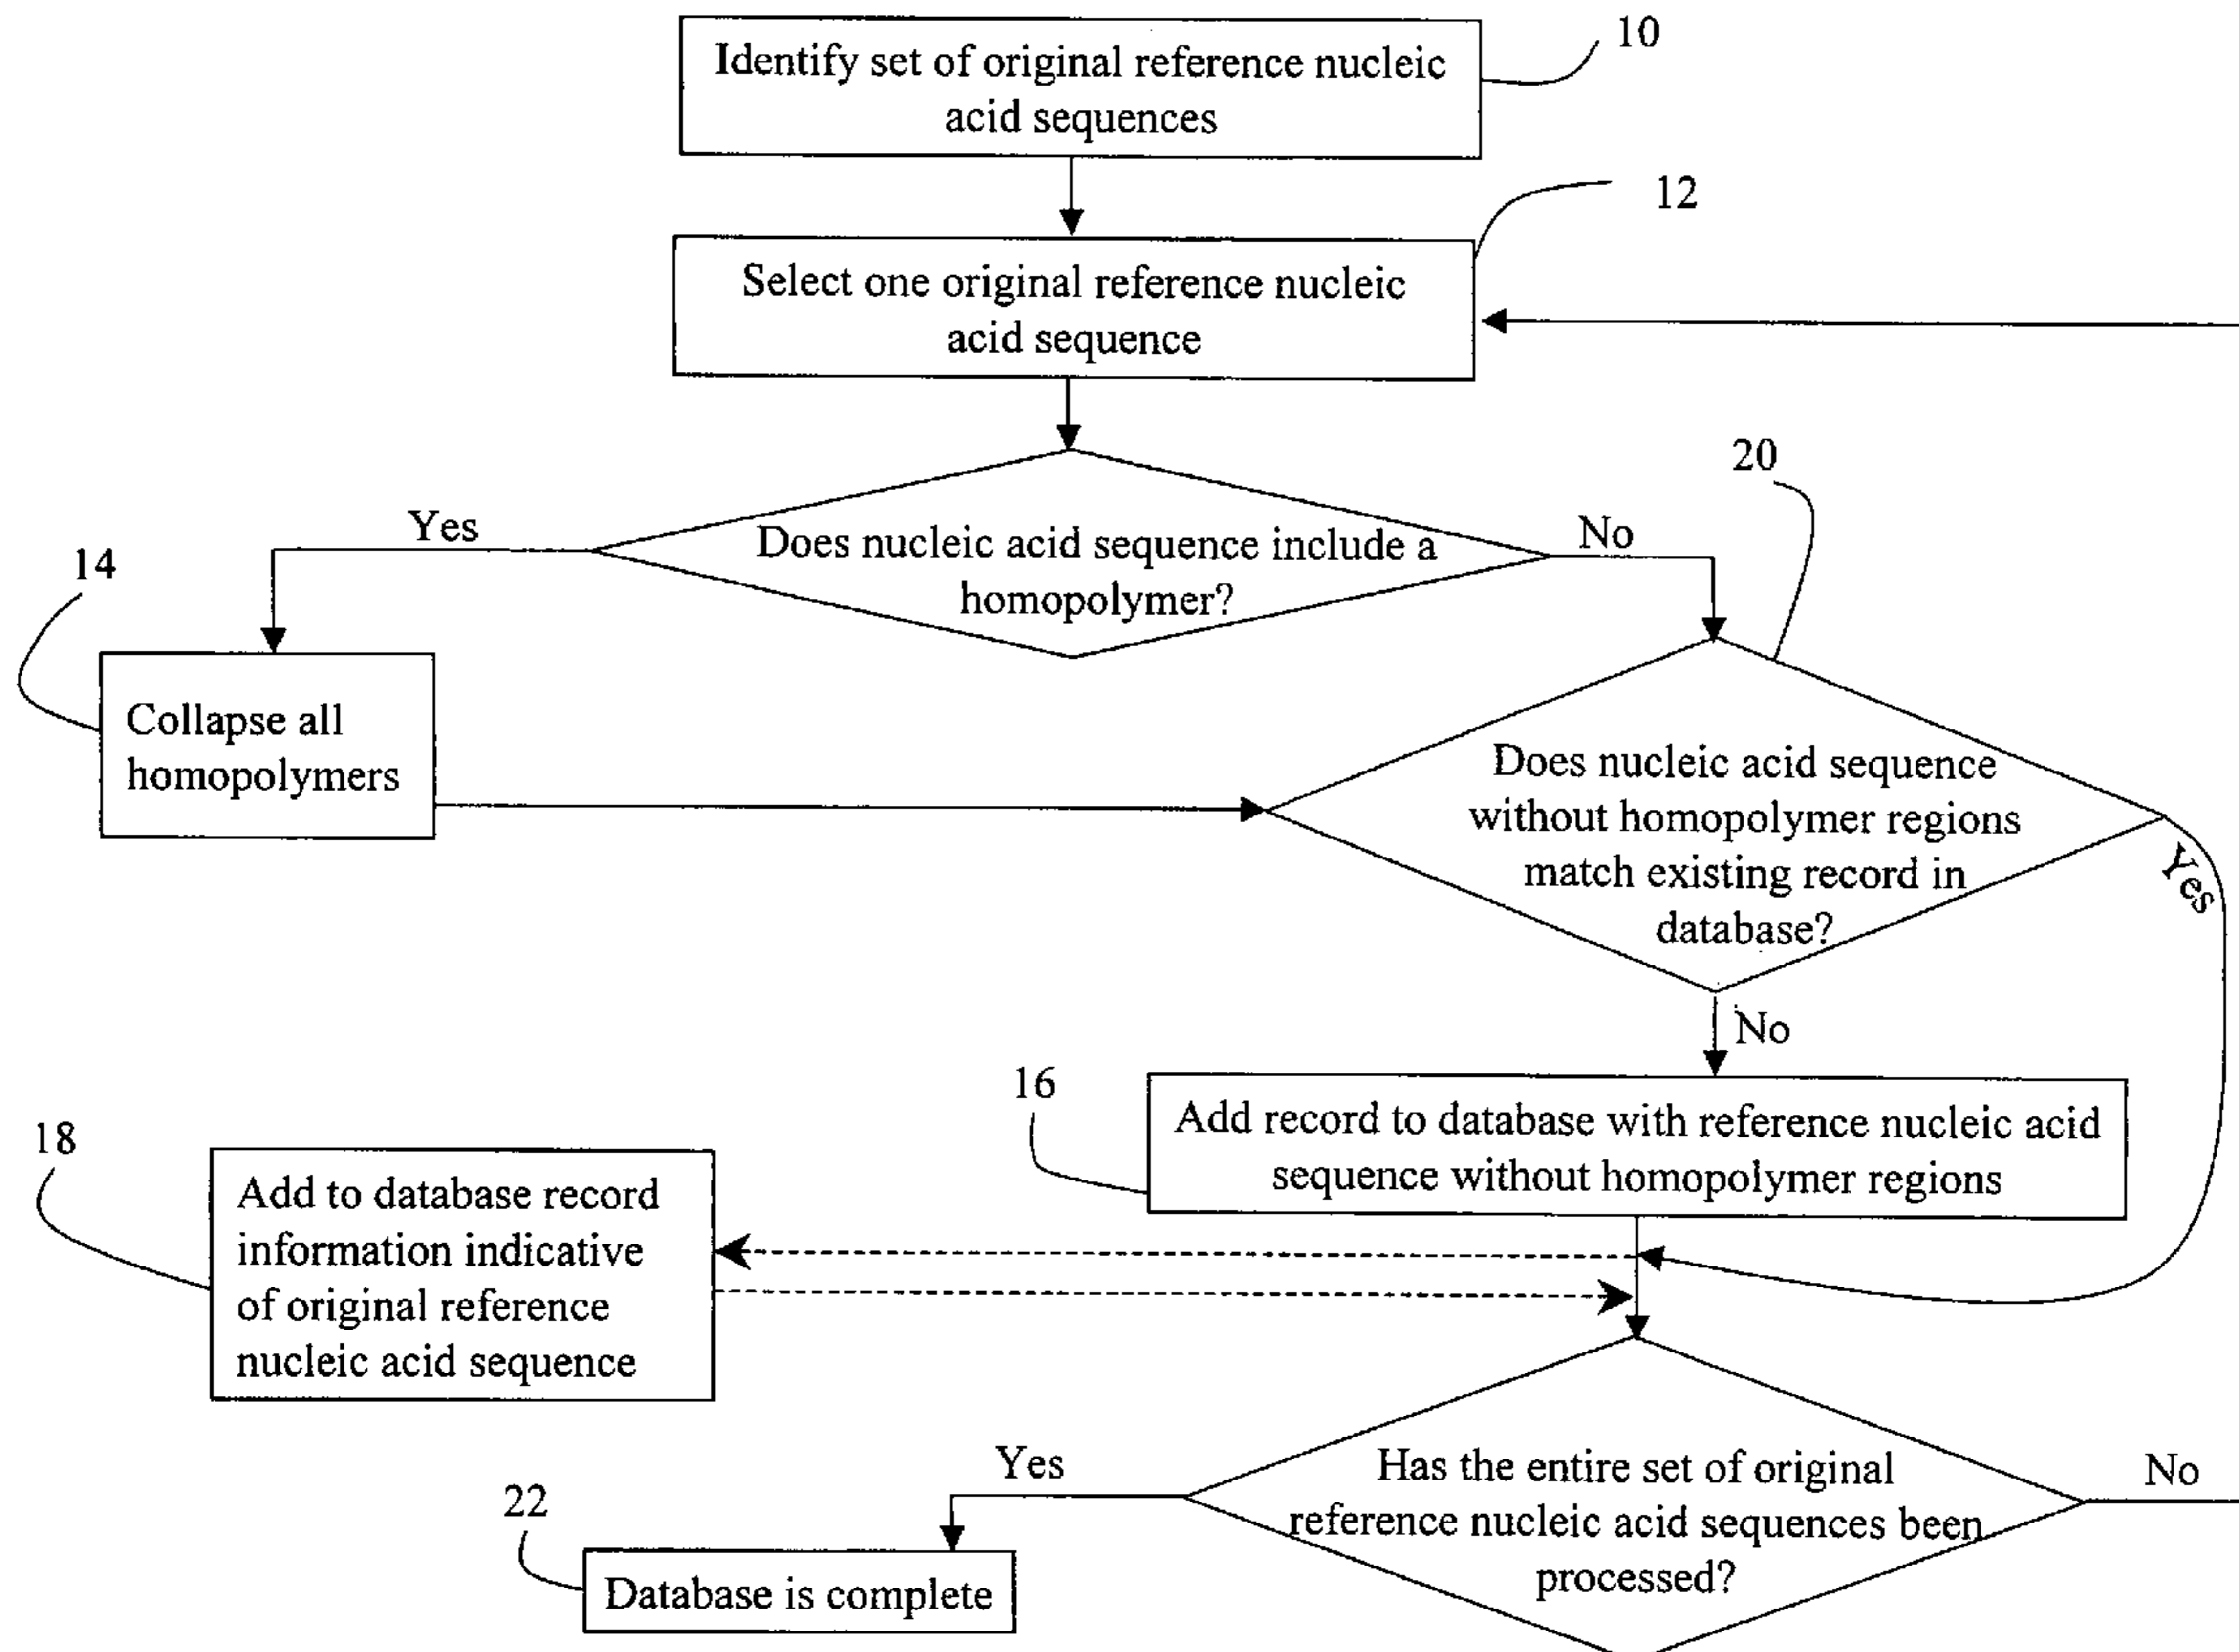 Identify set of original reference nucleic
acid sequences
10
Select one original reference nucleic
acid sequence
12
Does nucleic acid sequence include a
homopolymer?
Yes
No
14
Collapse all
homopolymers
20
Does nucleic acid sequence
without homopolymer regions
match existing record in
database?
Yes
No
16
Add record to database with reference nucleic acid
sequence without homopolymer regions
18
Add to database record
information indicative
of original reference
nucleic acid sequence
Has the entire set of original
reference nucleic acid sequences been
processed?
Yes
No
22
Database is complete